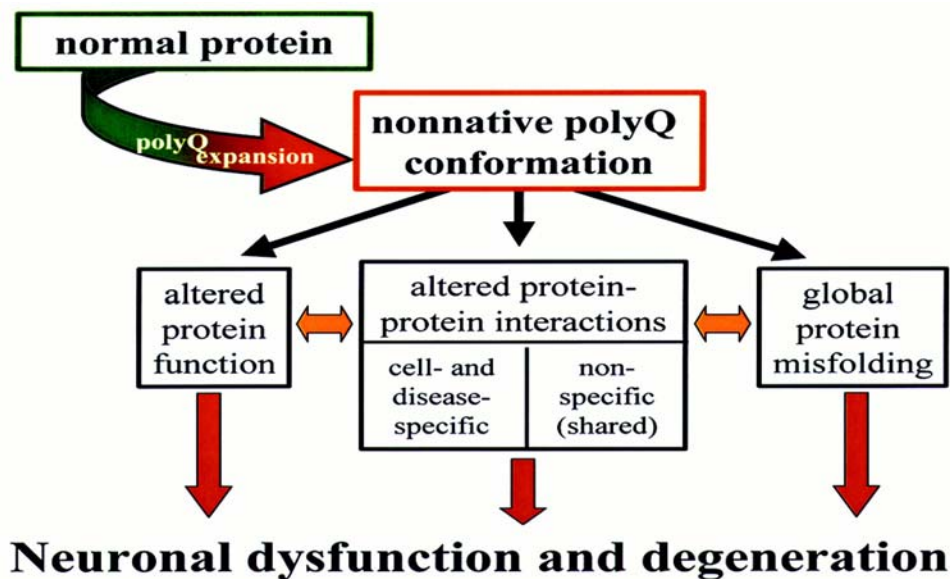 normal protein
polyQ
expansion
nonnative polyQ
conformation
altered
protein
function
altered protein-
protein interactions
cell- and
disease-
specific
non-
specific
(shared)
global
protein
misfolding
Neuronal dysfunction and degeneration